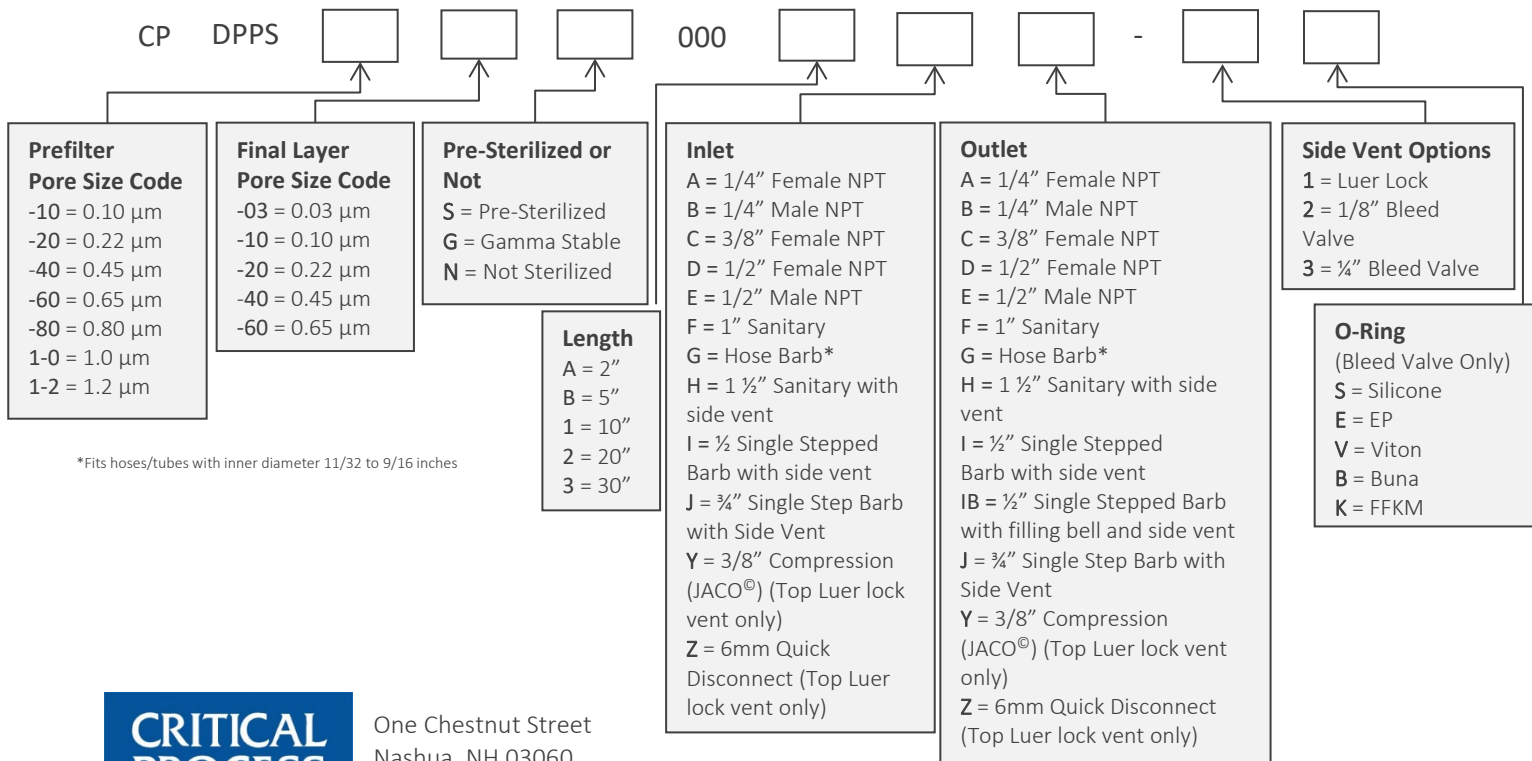 CP DPPS 000 -
Prefilter
Pore Size Code
-10 = 0.10 µm
-20 = 0.22 µm
-40 = 0.45 µm
-60 = 0.65 µm
-80 = 0.80 µm
1-0 = 1.0 µm
1-2 = 1.2 µm
Final Layer
Pore Size Code
-03 = 0.03 µm
-10 = 0.10 µm
-20 = 0.22 µm
-40 = 0.45 µm
-60 = 0.65 µm
Pre-Sterilized or
Not
S = Pre-Sterilized
G = Gamma Stable
N = Not Sterilized
Length
A = 2”
B = 5”
1 = 10”
2 = 20”
3 = 30”
Inlet
A = 1/4” Female NPT
B = 1/4” Male NPT
C = 3/8” Female NPT
D = 1/2” Female NPT
E = 1/2” Male NPT
F = 1” Sanitary
G = Hose Barb*
H = 1 ½” Sanitary with
side vent
I = ½ Single Stepped
Barb with side vent
J = ¾” Single Step Barb
with Side Vent
Y = 3/8” Compression
(JACO©) (Top Luer lock
vent only)
Z = 6mm Quick
Disconnect (Top Luer
lock vent only)
Outlet
A = 1/4” Female NPT
B = 1/4” Male NPT
C = 3/8” Female NPT
D = 1/2” Female NPT
E = 1/2” Male NPT
F = 1” Sanitary
G = Hose Barb*
H = 1 ½” Sanitary with side
vent
I = ½” Single Stepped
Barb with side vent
IB = ½” Single Stepped Barb
with filling bell and side vent
J = ¾” Single Step Barb with
Side Vent
Y = 3/8” Compression
(JACO©) (Top Luer lock vent
only)
Z = 6mm Quick Disconnect
(Top Luer lock vent only)
Side Vent Options
1 = Luer Lock
2 = 1/8” Bleed
Valve
3 = ¼” Bleed Valve
O-Ring
(Bleed Valve Only)
S = Silicone
E = EP
V = Viton
B = Buna
K = FFKM
*Fits hoses/tubes with inner diameter 11/32 to 9/16 inches
CRITICAL
PROCESS
One Chestnut Street
Nashua, NH 03060